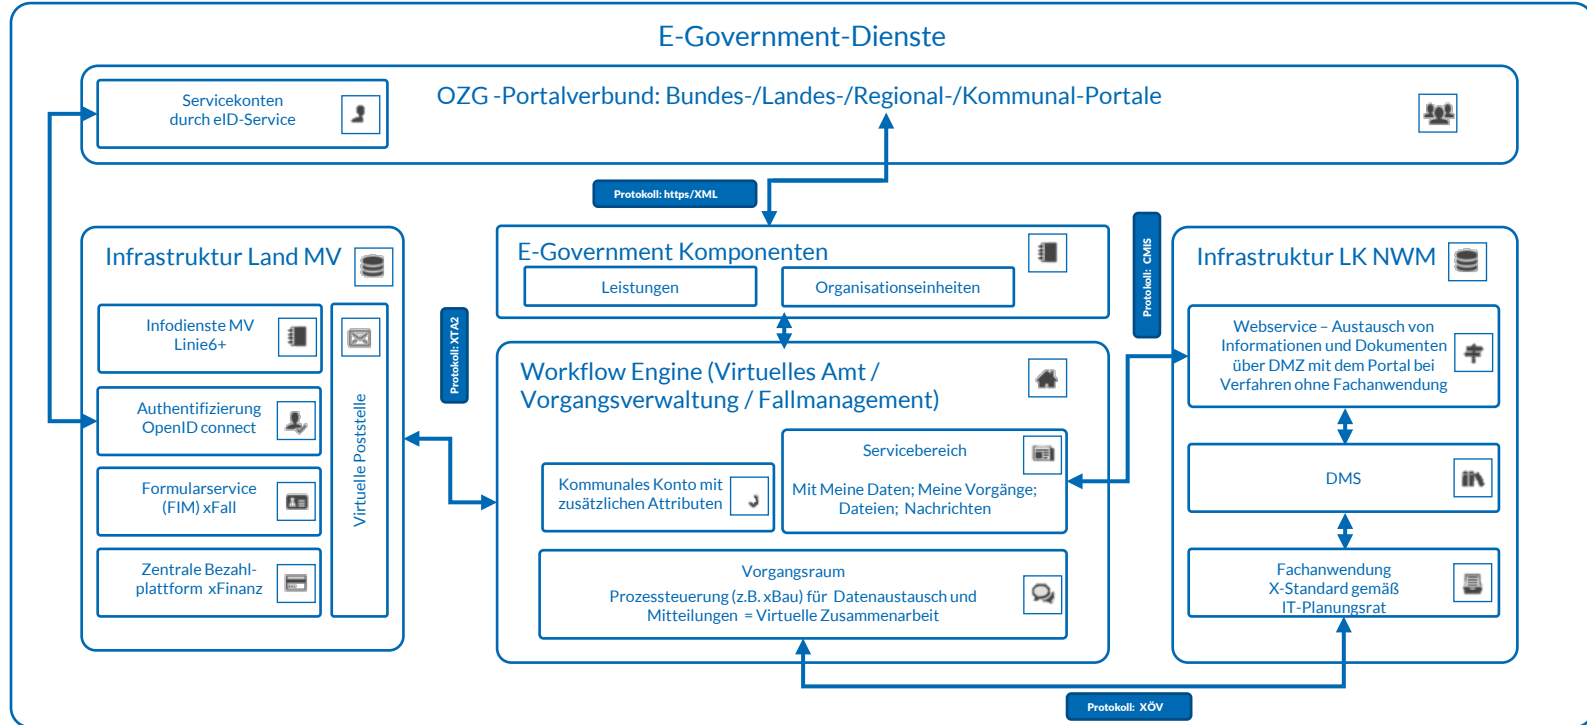 E-Government-Dienste
Servicekonten
durch eID-Service
OZG -Portalverbund: Bundes-/Landes-/Regional-/Kommunal-Portale
Protokoll: https/XML
Infrastruktur Land MV
Infodienste MV
Linie6+
Authentifizierung
OpenID connect
Formularservice
(FIM) xFall
Zentrale Bezahl-
plattform xFinanz
Virtuelle Poststelle
Protokoll: XTA2
E-Government Komponenten
Leistungen
Organisationseinheiten
Workflow Engine (Virtuelles Amt /
Vorgangsverwaltung / Fallmanagement)
Kommunales Konto mit
zusätzlichen Attributen
Servicebereich
Mit Meine Daten; Meine Vorgänge;
Dateien; Nachrichten
Vorgangsraum
Prozessteuerung (z.B. xBau) für Datenaustausch und
Mitteilungen = Virtuelle Zusammenarbeit
Protokoll: CMIS
Infrastruktur LK NWM
Webservice – Austausch von
Informationen und Dokumenten
über DMZ mit dem Portal bei
Verfahren ohne Fachanwendung
DMS
Fachanwendung
X-Standard gemäß
IT-Planungsrat
Protokoll: XÖV